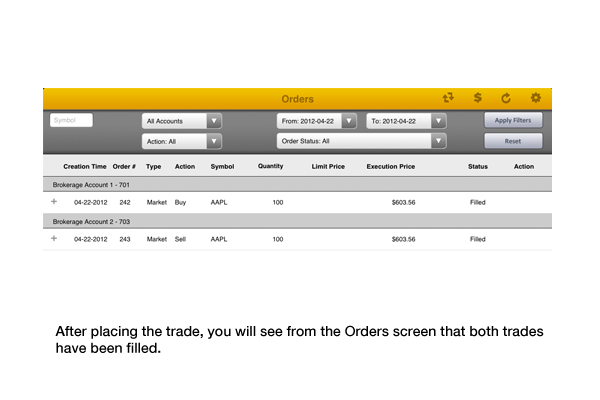 Orders
$
Symbol All Accounts From: 2012-04-22 To: 2012-04-22 Apply Filters
Action: All Order Status: All Reset
Creation Time Order # Type Action Symbol Quantity Limit Price Execution Price Status Action
Brokerage Account 1 - 701
+ 04-22-2012 242 Market Buy AAPL 100 $603.56 Filled
Brokerage Account 2 - 703
+ 04-22-2012 243 Market Sell AAPL 100 $603.56 Filled
After placing the trade, you will see from the Orders screen that both trades
have been filled.